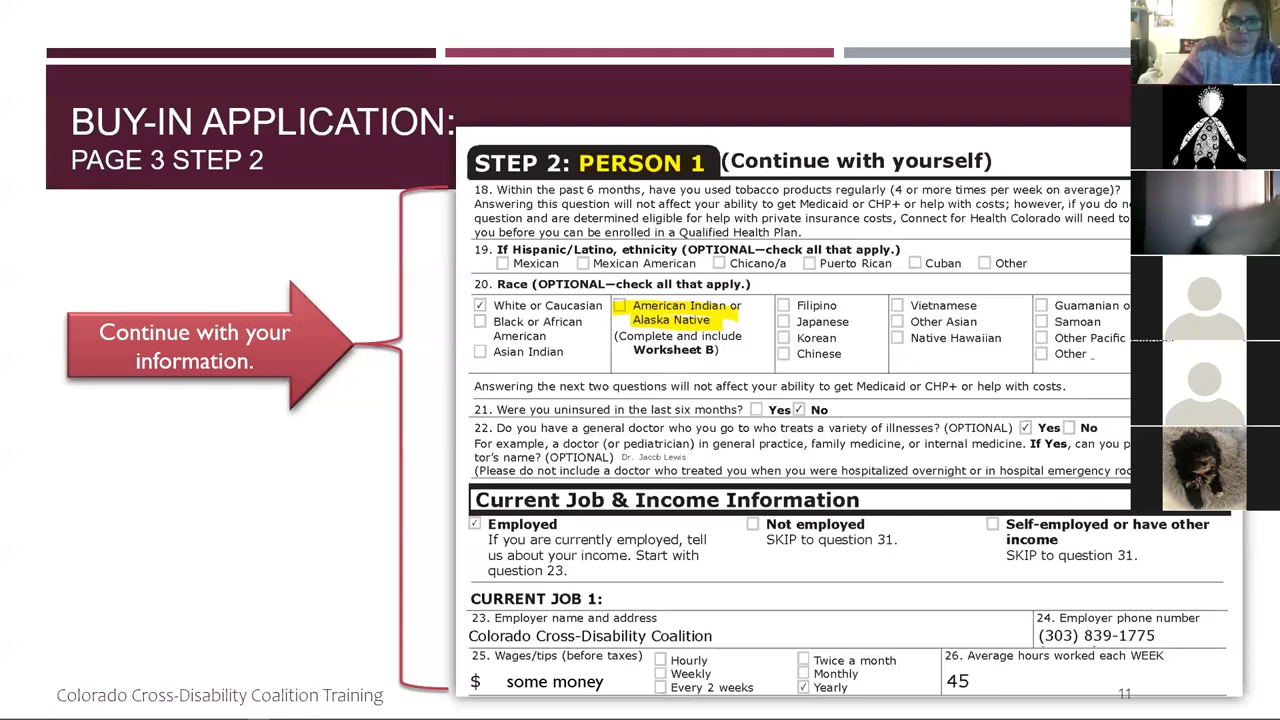 BUY-IN APPLICATION:
PAGE 3 STEP 2
Continue with your
information.
STEP 2: PERSON 1 (Continue with yourself)
18. Within the past 6 months, have you used tobacco products regularly (4 or more times per week on average)?
Answering this question will not affect your ability to get Medicaid or CHP+ or help with costs; however, if you do
question and are determined eligible for help with private insurance costs, Connect for Health Colorado will need to
you before you can be enrolled in a Qualified Health Plan.
19. If Hispanic/Latino, ethnicity (OPTIONAL—check all that apply.)
Mexican Mexican American Chicano/a Puerto Rican Cuban Other
20. Race (OPTIONAL—check all that apply.)
White or Caucasian
Black or African
American
Asian Indian
American Indian or
Alaska Native
(Complete and include
Worksheet B)
Filipino
Japanese
Korean
Chinese
Vietnamese
Other Asian
Native Hawaiian
Guamanian
Samoan
Other Pacific
Other _
Answering the next two questions will not affect your ability to get Medicaid or CHP+ or help with costs.
21. Were you uninsured in the last six months? Yes No
22. Do you have a general doctor who you go to who treats a variety of illnesses? (OPTIONAL) Yes No
For example, a doctor (or pediatrician) in general practice, family medicine, or internal medicine. If Yes, can you
tor’s name? (OPTIONAL) Dr. Jacob Lewis
(Please do not include a doctor who treated you when you were hospitalized overnight or in hospital emergency
Current Job & Income Information
Employed
If you are currently employed, tell
us about your income. Start with
question 23.
Not employed
SKIP to question 31.
Self-employed or have other
income
SKIP to question 31.
CURRENT JOB 1:
23. Employer name and address
Colorado Cross-Disability Coalition
24. Employer phone number
(303) 839-1775
25. Wages/tips (before taxes)
$ some money
Hourly
Weekly
Every 2 weeks
Twice a month
Monthly
Yearly
26. Average hours worked each WEEK
45
Colorado Cross-Disability Coalition Training
11